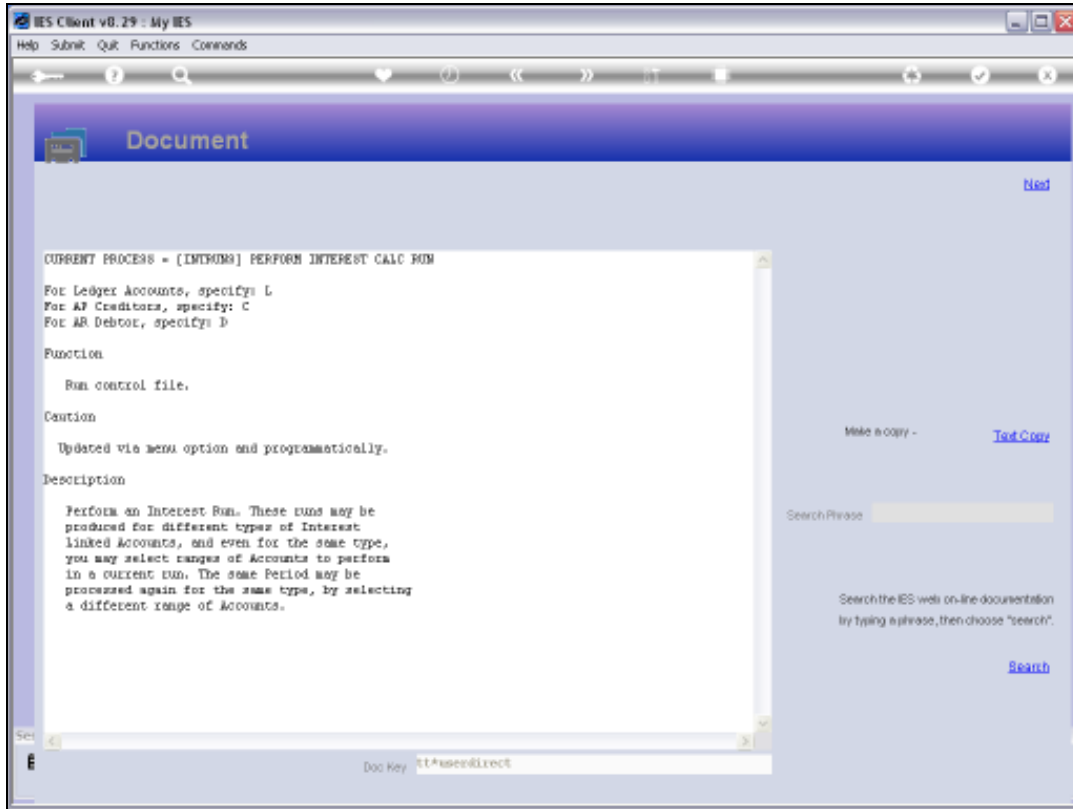 IES Client v8.29 : My IES
Help Submit Quit Functions Commands
Document
Next
CURRENT PROCESS = [INTRUNS] PERFORM INTEREST CALC RUN
For Ledger Accounts, specify: L
For AP Creditors, specify: C
For AR Debtor, specify: D
Function
Run control file.
Caution
Updated via menu option and programmatically.
Description
Perform an Interest Run. These runs may be
produced for different types of Interest
linked Accounts, and even for the same type,
you may select ranges of Accounts to perform
in a current run. The same Period may be
processed again for the same type, by selecting
a different range of Accounts.
Make a copy -
Text Copy
Search Phrase
Search the IES web on-line documentation
by typing a phrase, then choose "search".
Search
Doc Key tt*userdirect